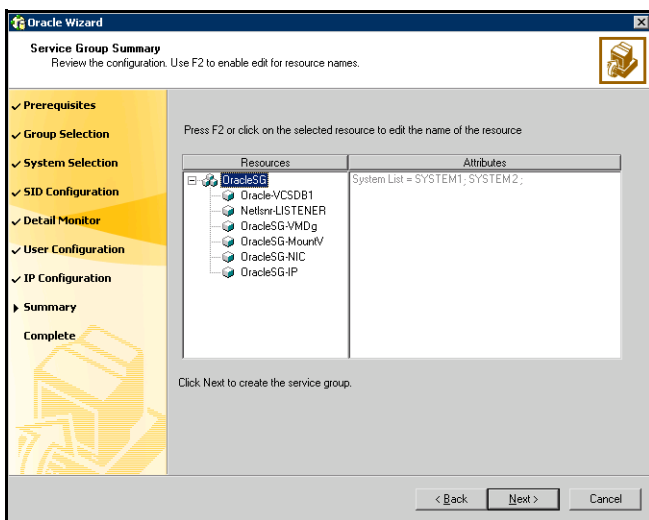 Oracle Wizard
Service Group Summary
Review the configuration. Use F2 to enable edit for resource names.
Prerequisites
Group Selection
System Selection
SID Configuration
Detail Monitor
User Configuration
IP Configuration
Summary
Complete
Press F2 or click on the selected resource to edit the name of the resource
Resources Attributes
OracleSG System List = SYSTEM1; SYSTEM2;
Oracle-VCSDB1
Netlsnr-LISTENER
OracleSG-VMDg
OracleSG-MountV
OracleSG-NIC
OracleSG-IP
Click Next to create the service group.
< Back Next > Cancel